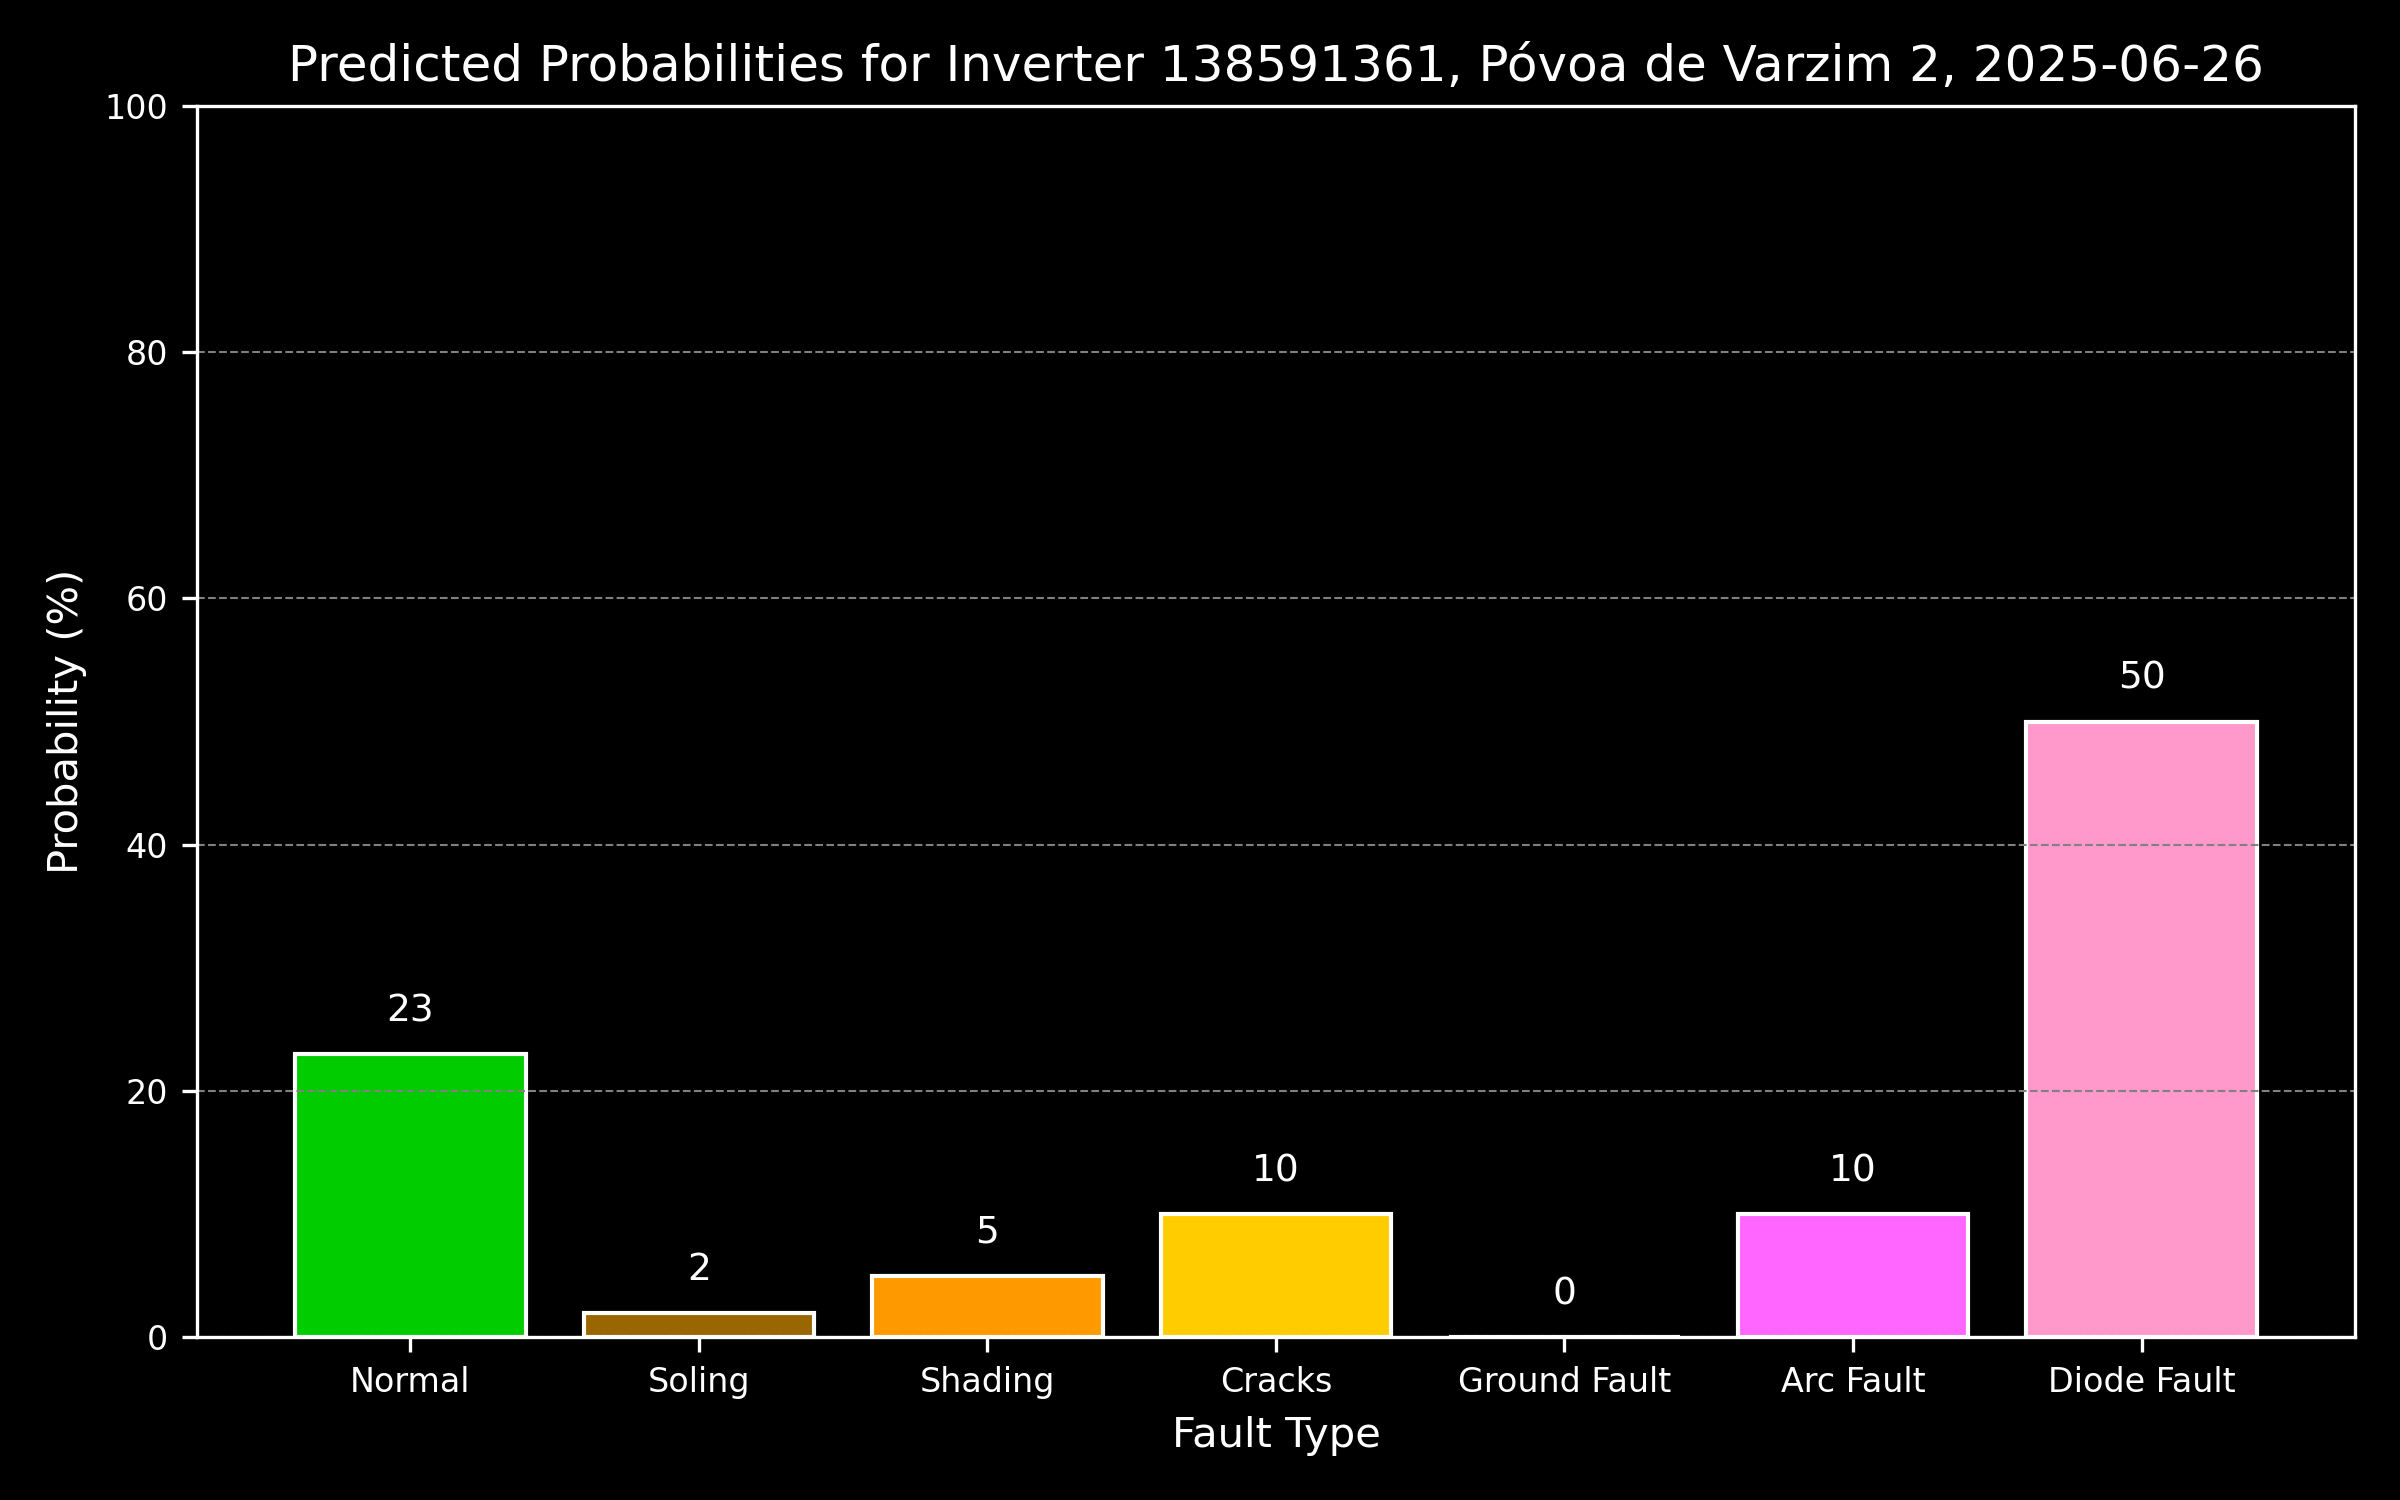 Predicted Probabilities for Inverter 138591361, Póvoa de Varzim 2, 2025-06-26
Probability (%)
100
80
60
40
20
0
23
2
5
10
0
10
50
Normal
Soling
Shading
Cracks
Ground Fault
Arc Fault
Diode Fault
Fault Type